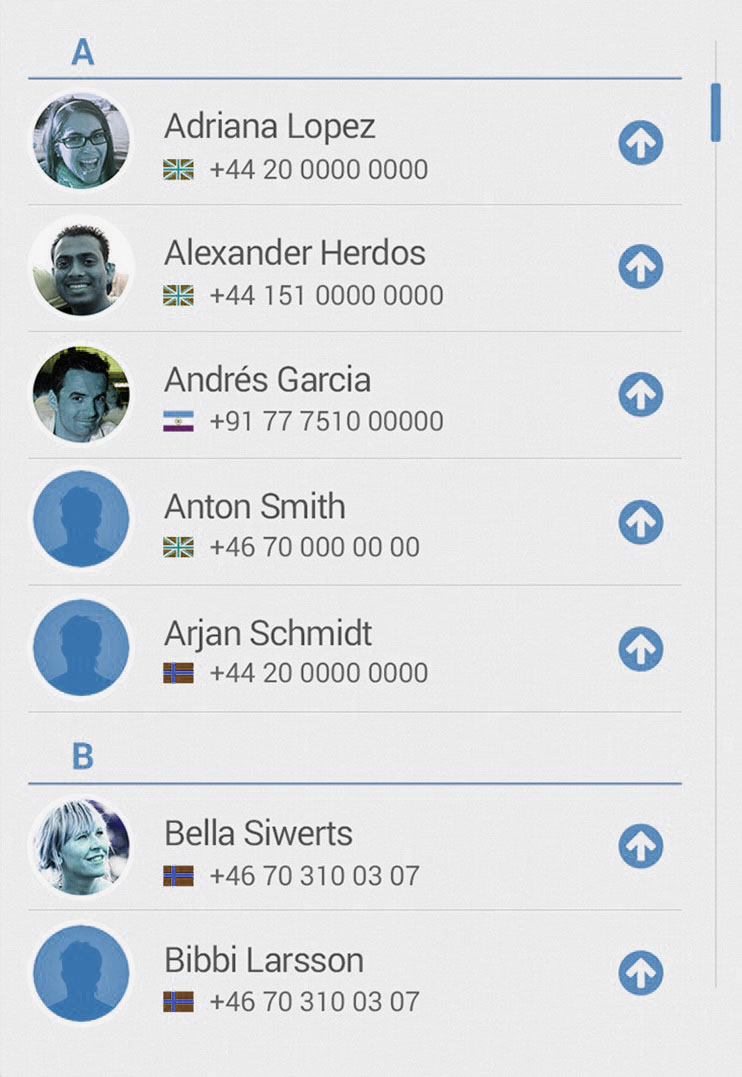 A
Adriana Lopez
+44 20 0000 0000
Alexander Herdos
+44 151 0000 0000
Andrés Garcia
+91 77 7510 00000
Anton Smith
+46 70 000 00 00
Arjan Schmidt
+44 20 0000 0000
B
Bella Siwerts
+46 70 310 03 07
Bibbi Larsson
+46 70 310 03 07